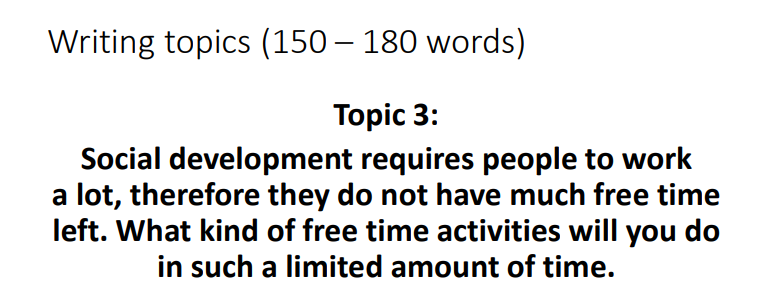 Writing topics (150 – 180 words)
Topic 3:
Social development requires people to work
a lot, therefore they do not have much free time
left. What kind of free time activities will you do
in such a limited amount of time.